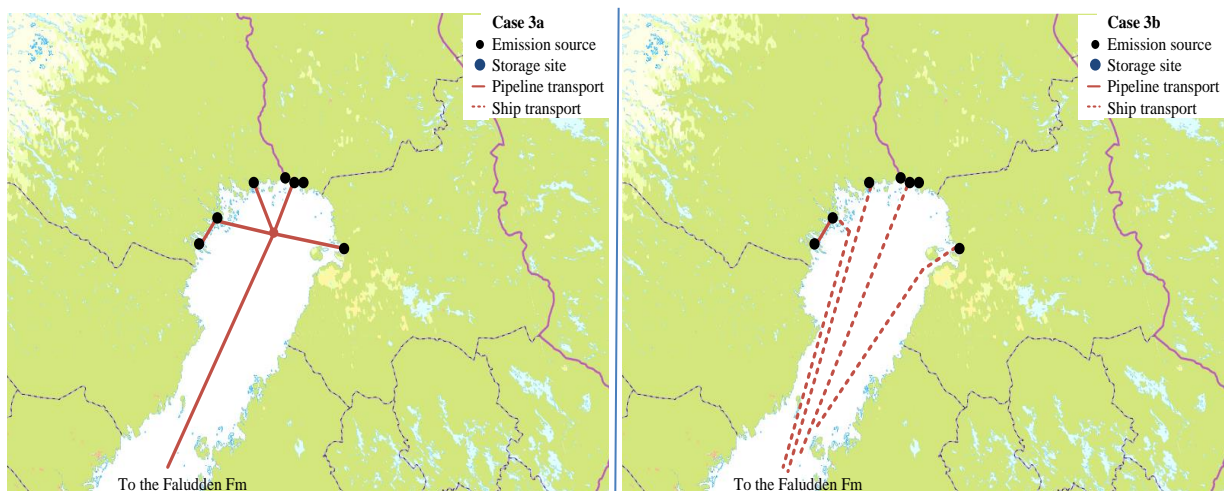 Case 3a
Emission source
Storage site
Pipeline transport
Ship transport
To the Faludden Fm
Case 3b
Emission source
Storage site
Pipeline transport
Ship transport
To the Faludden Fm